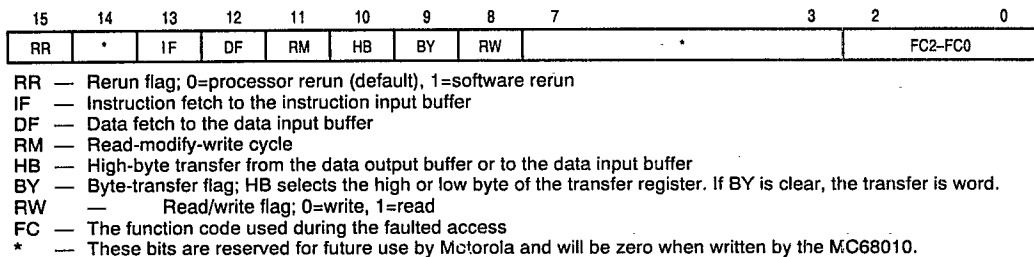 15 14 13 12 11 10 9 8 7 3 2 0
RR * IF DF RM HB BY RW * FC2–FC0
RR — Rerun flag; 0=processor rerun (default), 1=software rerun
IF — Instruction fetch to the instruction input buffer
DF — Data fetch to the data input buffer
RM — Read-modify-write cycle
HB — High-byte transfer from the data output buffer or to the data input buffer
BY — Byte-transfer flag; HB selects the high or low byte of the transfer register. If BY is clear, the transfer is word.
RW — Read/write flag; 0=write, 1=read
FC — The function code used during the faulted access
* — These bits are reserved for future use by Motorola and will be zero when written by the MC68010.